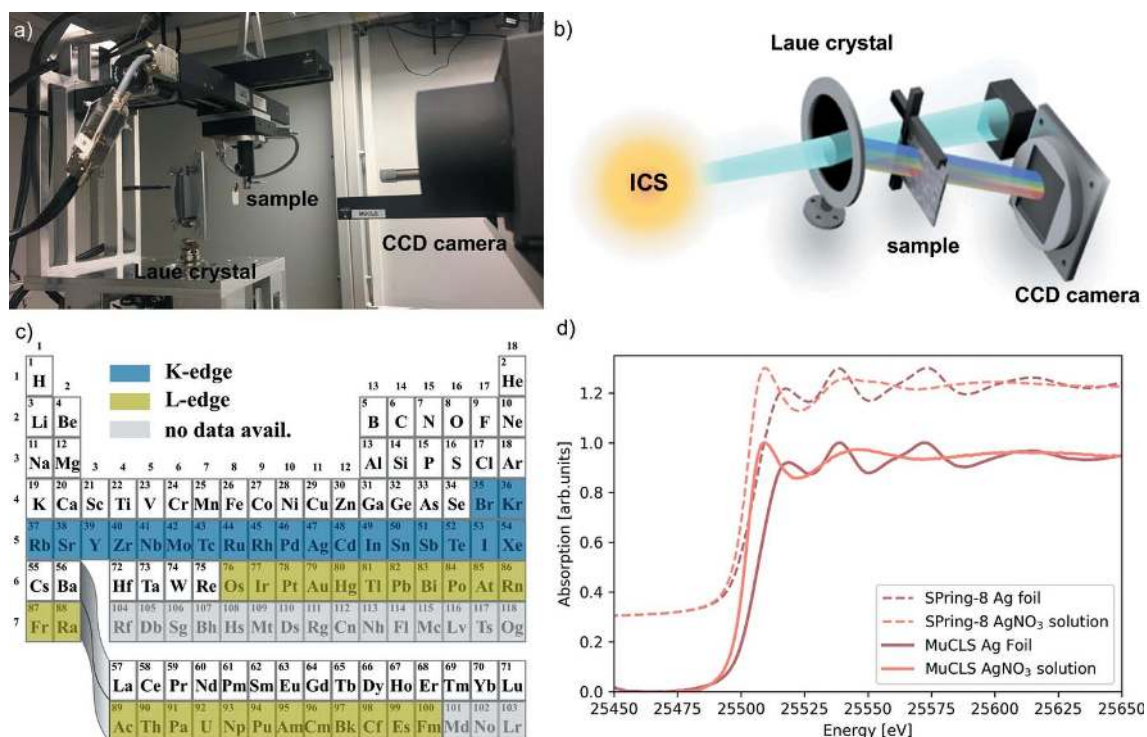 a)
sample
CCD camera
Laue crystal
MuCLS
b)
Laue crystal
ICS
sample
CCD camera
c)
K-edge
L-edge
no data avail.
1 18
1 2
1 H He
2 13 14 15 16 17
3 4 5 6 7 8 9 10
2 Li Be B C N O F Ne
11 12 13 14 15 16 17 18
3 Na Mg Al Si P S Cl Ar
3 4 5 6 7 8 9 10 11 12
19 20 21 22 23 24 25 26 27 28 29 30 31 32 33 34 35 36
4 K Ca Sc Ti V Cr Mn Fe Co Ni Cu Zn Ga Ge As Se Br Kr
37 38 39 40 41 42 43 44 45 46 47 48 49 50 51 52 53 54
5 Rb Sr Y Zr Nb Mo Tc Ru Rh Pd Ag Cd In Sn Sb Te I Xe
55 56 72 73 74 75 76 77 78 79 80 81 82 83 84 85 86
6 Cs Ba Hf Ta W Re Os Ir Pt Au Hg Tl Pb Bi Po At Rn
87 88 104 105 106 107 108 109 110 111 112 113 114 115 116 117 118
7 Fr Ra Rf Db Sg Bh Hs Mt Ds Rg Cn Nh Fl Mc Lv Ts Og
57 58 59 60 61 62 63 64 65 66 67 68 69 70 71
La Ce Pr Nd Pm Sm Eu Gd Tb Dy Ho Er Tm Yb Lu
89 90 91 92 93 94 95 96 97 98 99 100 101 102 103
Ac Th Pa U Np Pu Am Cm Bk Cf Es Fm Md No Lr
d)
Absorption [arb.units]
1.2
1.0
0.8
0.6
0.4
0.2
0.0
SPring-8 Ag foil
SPring-8 AgNO₃ solution
MuCLS Ag Foil
MuCLS AgNO₃ solution
25450 25475 25500 25525 25550 25575 25600 25625 25650
Energy [eV]